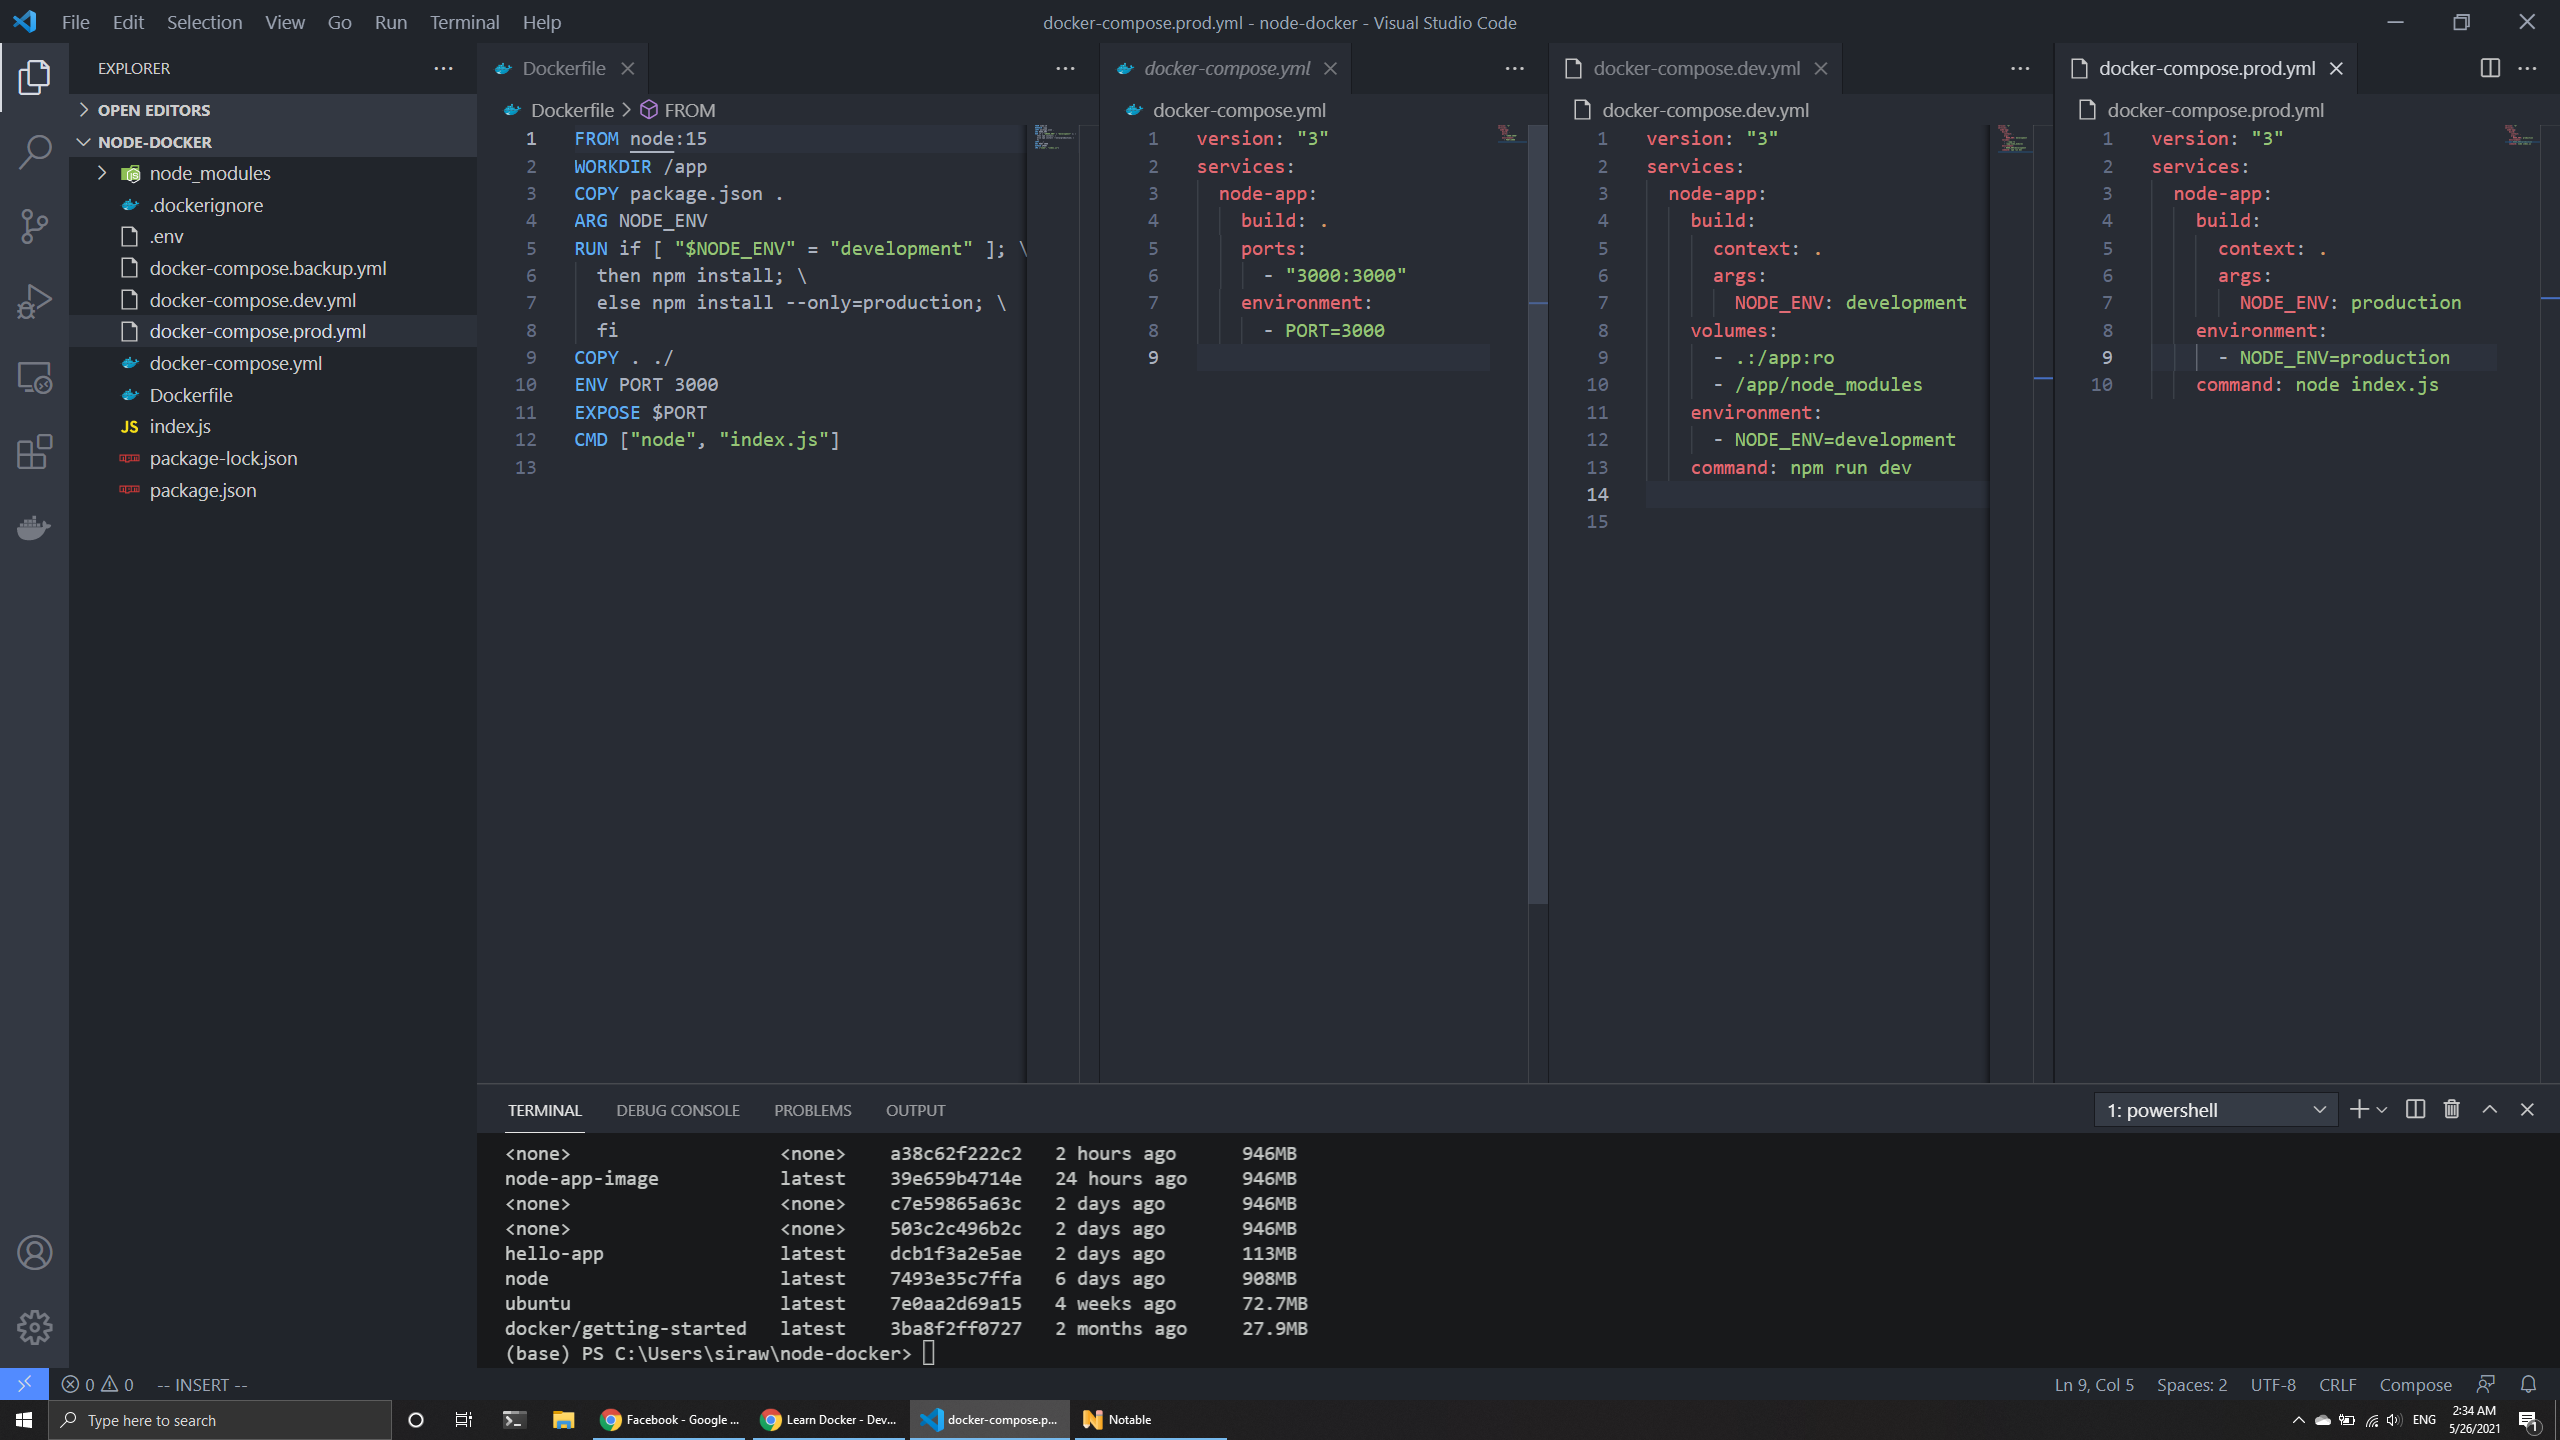 File Edit Selection View Go Run Terminal Help
docker-compose.prod.yml - node-docker - Visual Studio Code
EXPLORER
OPEN EDITORS
NODE-DOCKER
node_modules
.dockerignore
.env
docker-compose.backup.yml
docker-compose.dev.yml
docker-compose.prod.yml
docker-compose.yml
Dockerfile
JS index.js
package-lock.json
package.json
Dockerfile
Dockerfile > FROM
1 FROM node:15
2 WORKDIR /app
3 COPY package.json .
4 ARG NODE_ENV
5 RUN if [ "$NODE_ENV" = "development" ]; \
6 then npm install; \
7 else npm install --only=production; \
8 fi
9 COPY . ./
10 ENV PORT 3000
11 EXPOSE $PORT
12 CMD ["node", "index.js"]
13
docker-compose.yml
docker-compose.yml
1 version: "3"
2 services:
3 node-app:
4 build: .
5 ports:
6 - "3000:3000"
7 environment:
8 - PORT=3000
9
docker-compose.dev.yml
docker-compose.dev.yml
1 version: "3"
2 services:
3 node-app:
4 build:
5 context: .
6 args:
7 NODE_ENV: development
8 volumes:
9 - .:/app:ro
10 - /app/node_modules
11 environment:
12 - NODE_ENV=development
13 command: npm run dev
14
15
docker-compose.prod.yml
docker-compose.prod.yml
1 version: "3"
2 services:
3 node-app:
4 build:
5 context: .
6 args:
7 NODE_ENV: production
8 environment:
9 - NODE_ENV=production
10 command: node index.js
TERMINAL DEBUG CONSOLE PROBLEMS OUTPUT
1: powershell
<none> <none> a38c62f222c2 2 hours ago 946MB
node-app-image latest 39e659b4714e 24 hours ago 946MB
<none> <none> c7e59865a63c 2 days ago 946MB
<none> <none> 503c2c496b2c 2 days ago 946MB
hello-app latest dcb1f3a2e5ae 2 days ago 113MB
node latest 7493e35c7ffa 6 days ago 908MB
ubuntu latest 7e0aa2d69a15 4 weeks ago 72.7MB
docker/getting-started latest 3ba8f2ff0727 2 months ago 27.9MB
(base) PS C:\Users\siraw\node-docker>
0 0 -- INSERT --
Ln 9, Col 5 Spaces: 2 UTF-8 CRLF Compose
Type here to search
Facebook - Google ...
Learn Docker - Dev...
docker-compose.p...
Notable
ENG
2:34 AM
5/26/2021
1